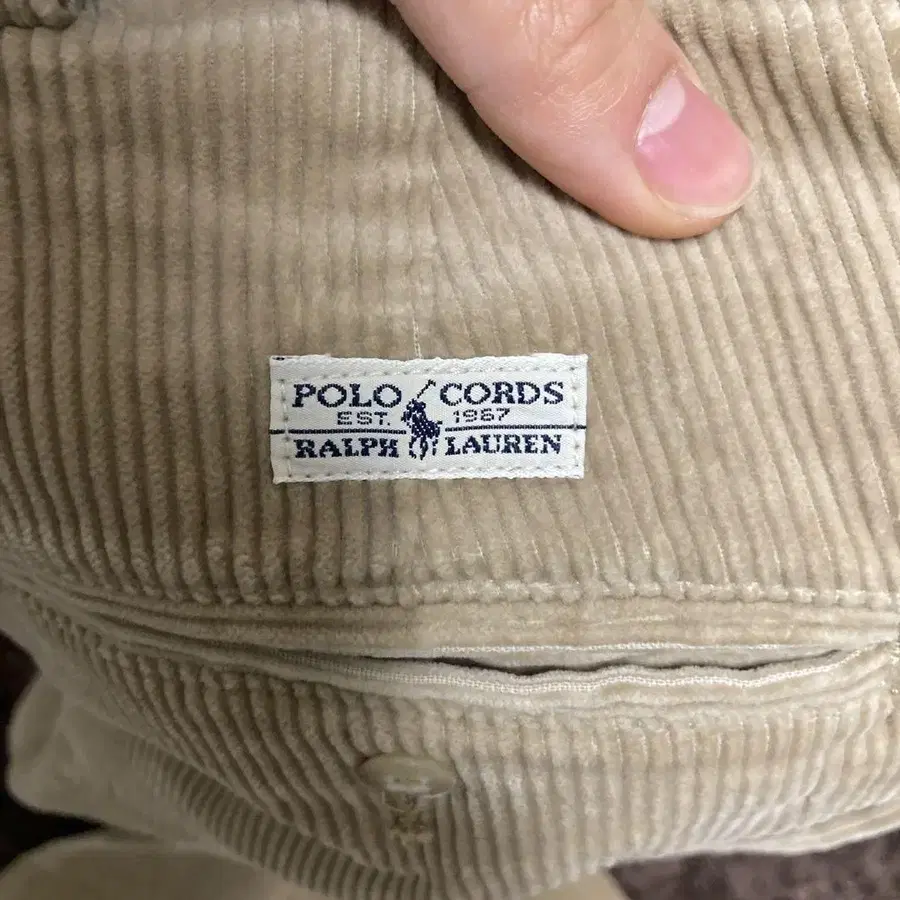 POLO CORDS
EST. 1967
RALPH LAUREN